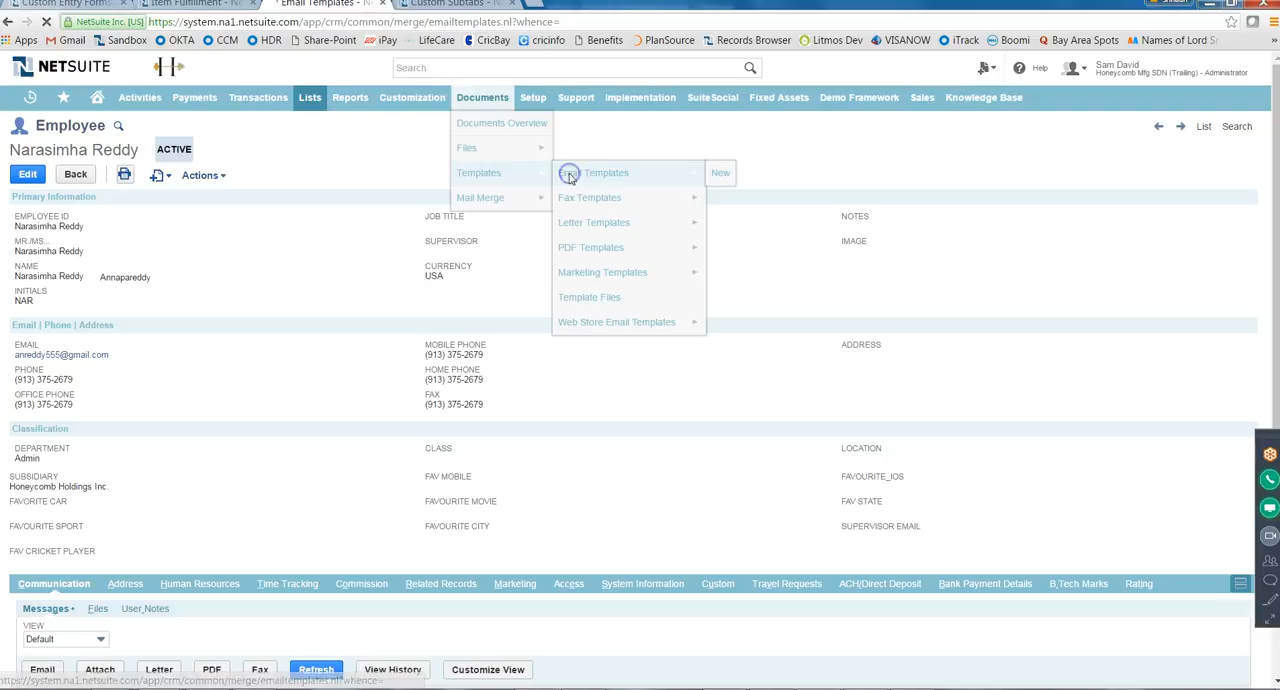 Custom Entry Forms
Item Fulfillment - N
Email Templates - N
Custom Subtabs - N
NetSuite Inc. [US]
https://system.na1.netsuite.com/app/crm/common/merge/emailtemplates.nl?whence=
Apps
Gmail
Sandbox
OKTA
CCM
HDR
Share-Point
iPay
LifeCare
CricBay
cricinfo
Benefits
PlanSource
Records Browser
Litmos Dev
VISANOW
iTrack
Boomi
Bay Area Spots
Names of Lord S
NETSUITE
Search
Help
Sam David
Honeycomb Mfg SDN (Trailing) - Administrator
Activities
Payments
Transactions
Lists
Reports
Customization
Documents
Setup
Support
Implementation
SuiteSocial
Fixed Assets
Demo Framework
Sales
Knowledge Base
Documents Overview
Files
Templates
Mail Merge
Email Templates
New
Fax Templates
Letter Templates
PDF Templates
Marketing Templates
Template Files
Web Store Email Templates
Employee
List
Search
Narasimha Reddy
ACTIVE
Edit
Back
Actions
Primary Information
EMPLOYEE ID
Narasimha Reddy
MR./MS...
Narasimha Reddy
NAME
Narasimha Reddy Annapareddy
INITIALS
NAR
JOB TITLE
SUPERVISOR
CURRENCY
USA
NOTES
IMAGE
Email | Phone | Address
EMAIL
anreddy555@gmail.com
PHONE
(913) 375-2679
OFFICE PHONE
(913) 375-2679
MOBILE PHONE
(913) 375-2679
HOME PHONE
(913) 375-2679
FAX
(913) 375-2679
ADDRESS
Classification
DEPARTMENT
Admin
CLASS
LOCATION
SUBSIDIARY
Honeycomb Holdings Inc.
FAV MOBILE
FAVOURITE_IOS
FAVORITE CAR
FAVOURITE MOVIE
FAV STATE
FAVOURITE SPORT
FAVOURITE CITY
SUPERVISOR EMAIL
FAV CRICKET PLAYER
Communication
Address
Human Resources
Time Tracking
Commission
Related Records
Marketing
Access
System Information
Custom
Travel Requests
ACH/Direct Deposit
Bank Payment Details
B.Tech Marks
Rating
Messages •
Files
User Notes
VIEW
Default
Email
Attach
Letter
PDF
Fax
Refresh
View History
Customize View
https://system.na1.netsuite.com/app/crm/common/merge/emailtemplates.nl?whence=